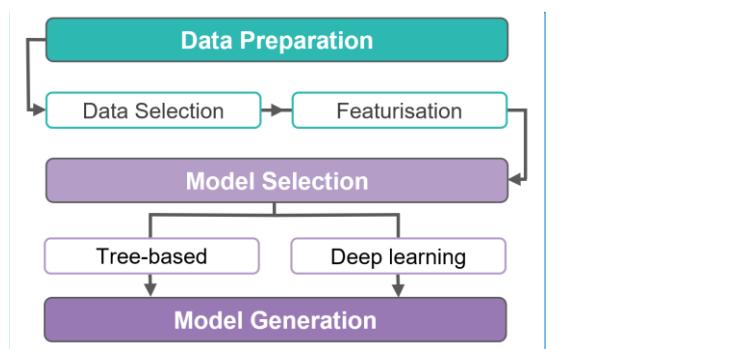 Data Preparation
Data Selection
Featurisation
Model Selection
Tree-based
Deep learning
Model Generation